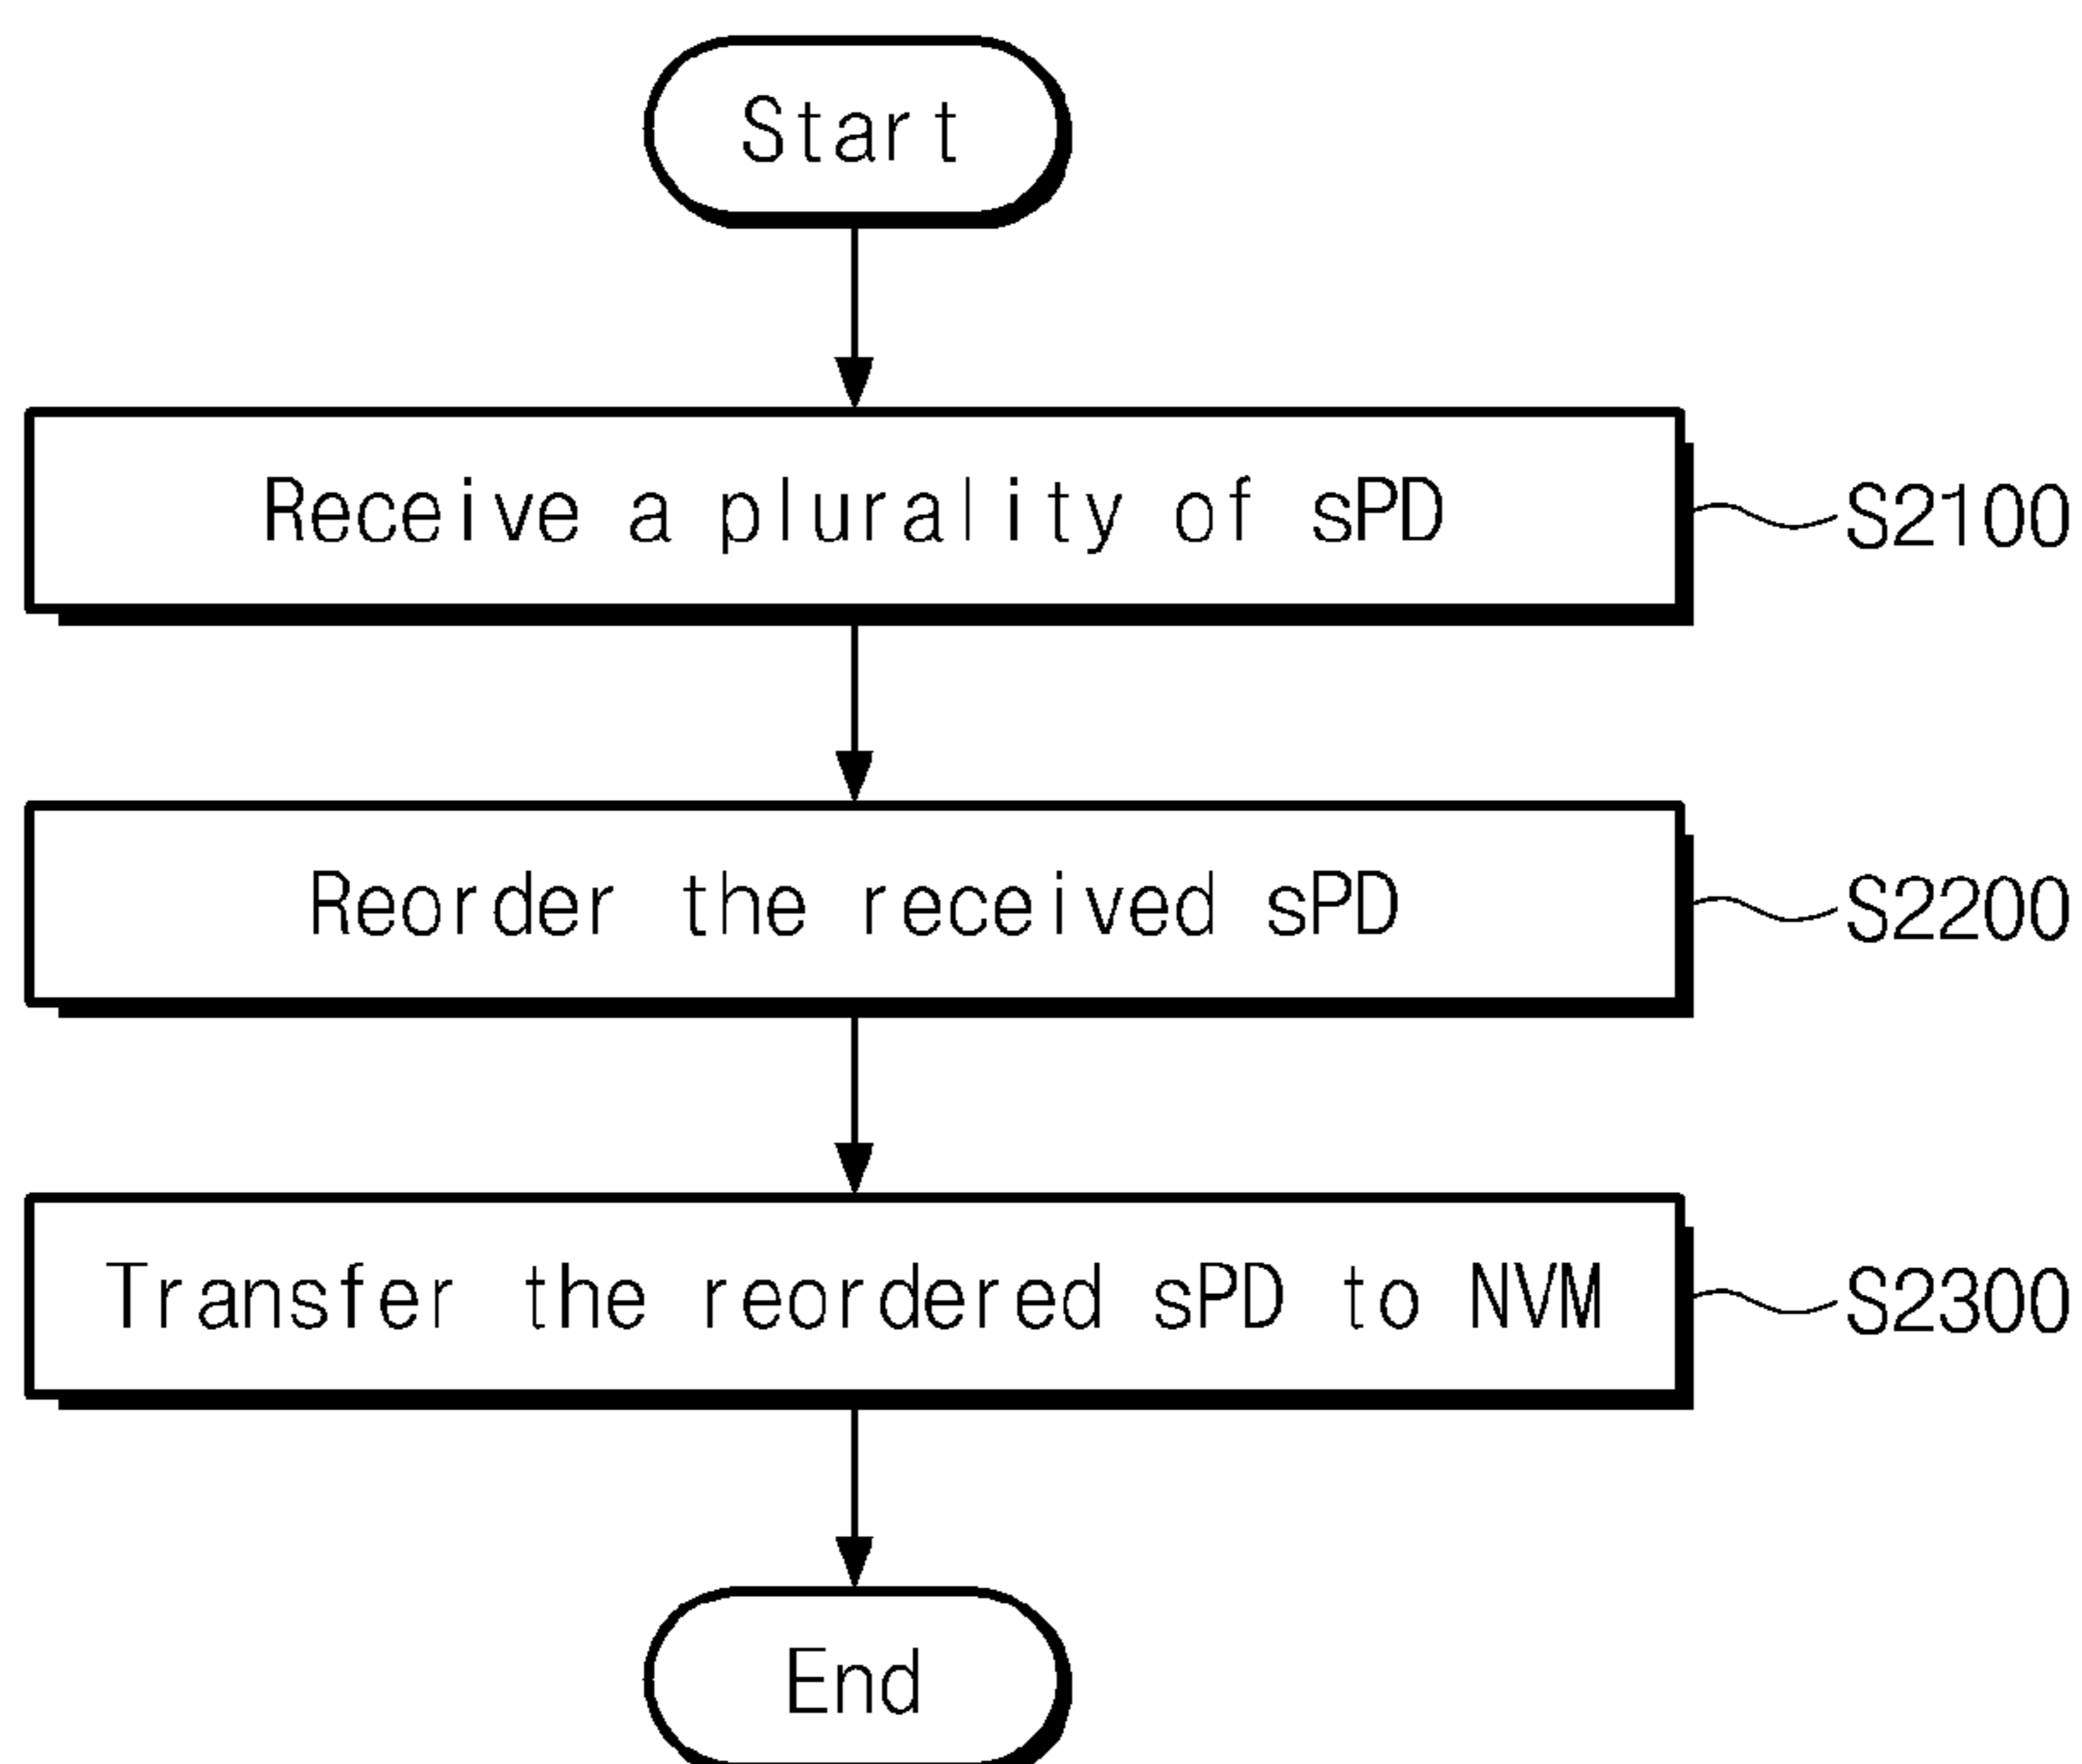 Start
Receive a plurality of sPD
S2100
Reorder the received sPD
S2200
Transfer the reordered sPD to NVM
S2300
End